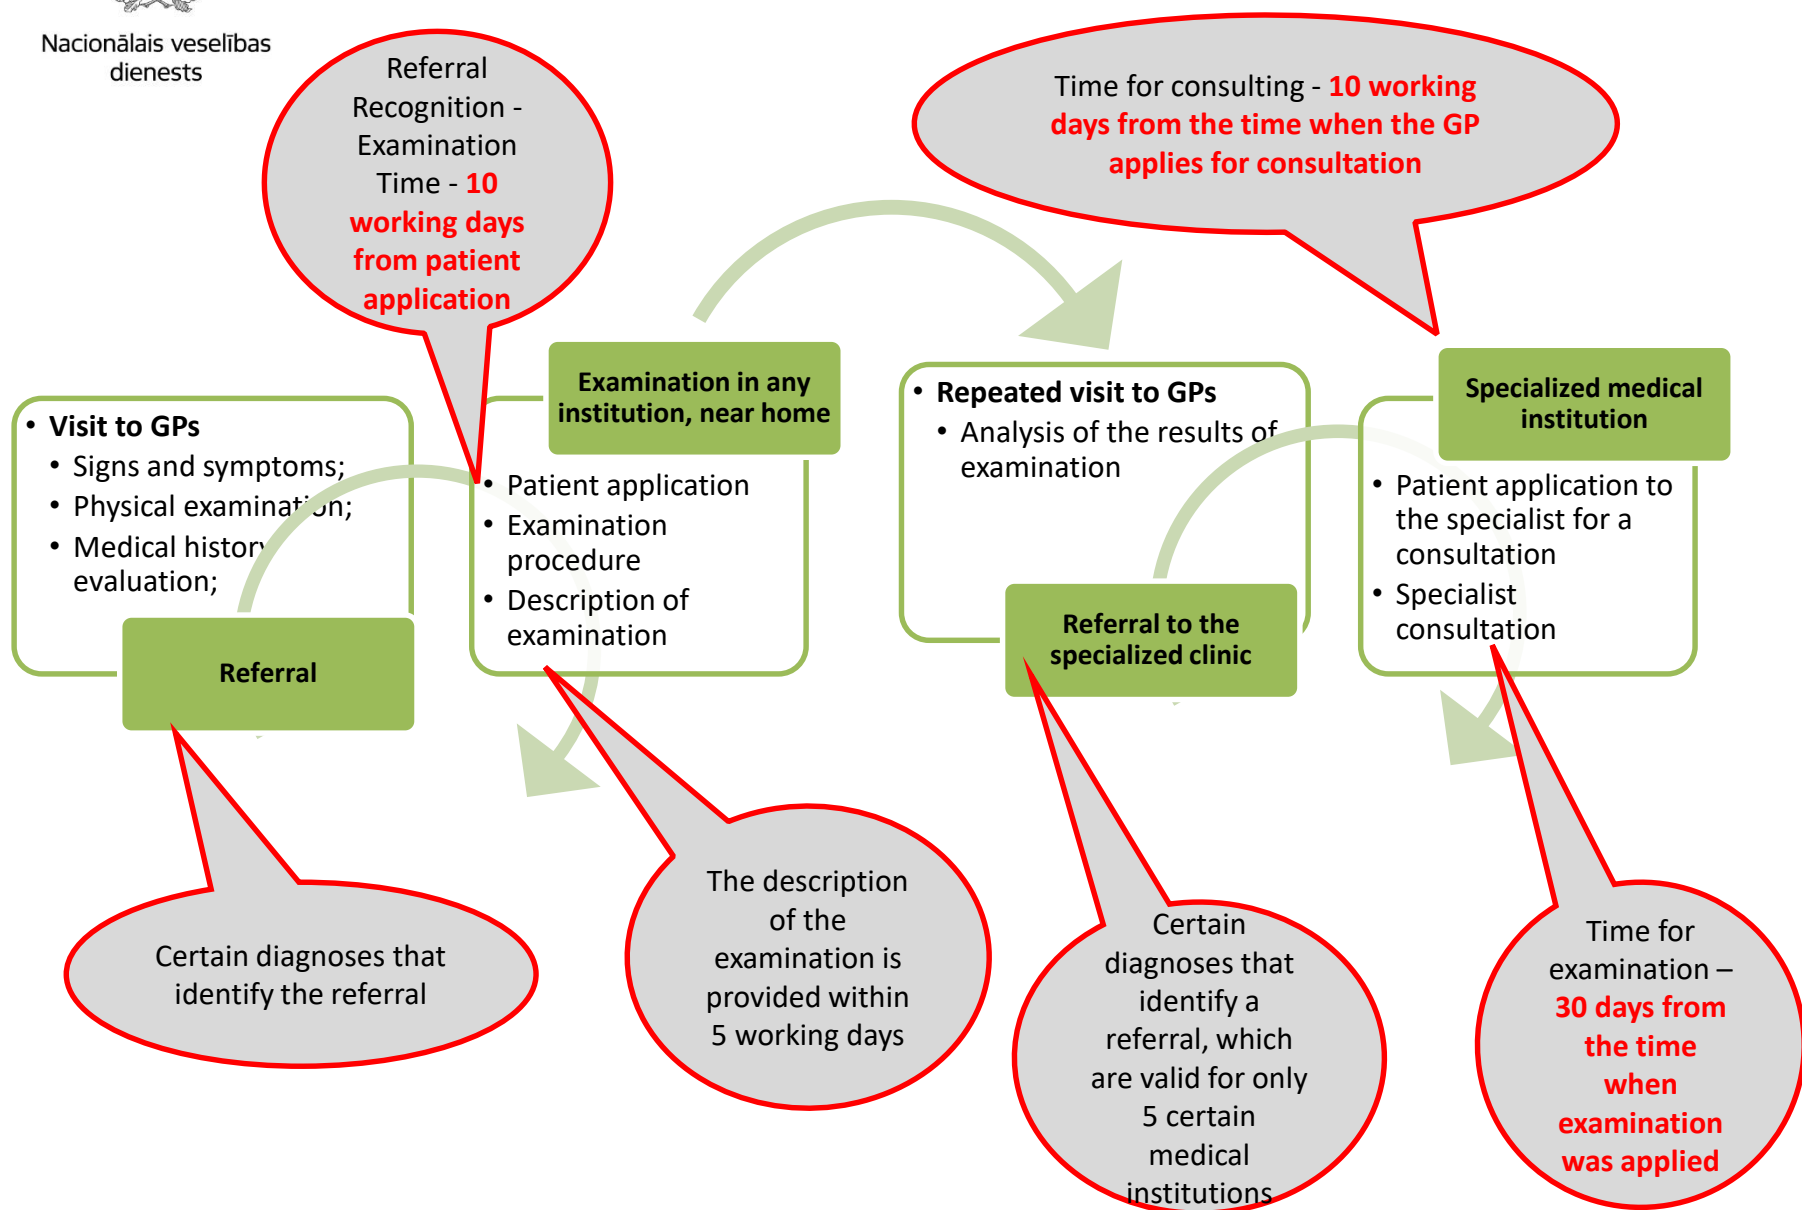 Nacionālais veselības
dienests
Referral
Recognition -
Examination
Time - 10
working days
from patient
application
Time for consulting - 10 working
days from the time when the GP
applies for consultation
• Visit to GPs
• Signs and symptoms;
• Physical examination;
• Medical history
evaluation;
Referral
Examination in any
institution, near home
• Patient application
• Examination
procedure
• Description of
examination
• Repeated visit to GPs
• Analysis of the results of
examination
Referral to the
specialized clinic
Specialized medical
institution
• Patient application to
the specialist for a
consultation
• Specialist
consultation
Certain diagnoses that
identify the referral
The description
of the
examination is
provided within
5 working days
Certain
diagnoses that
identify a
referral, which
are valid for only
5 certain
medical
institutions
Time for
examination –
30 days from
the time
when
examination
was applied